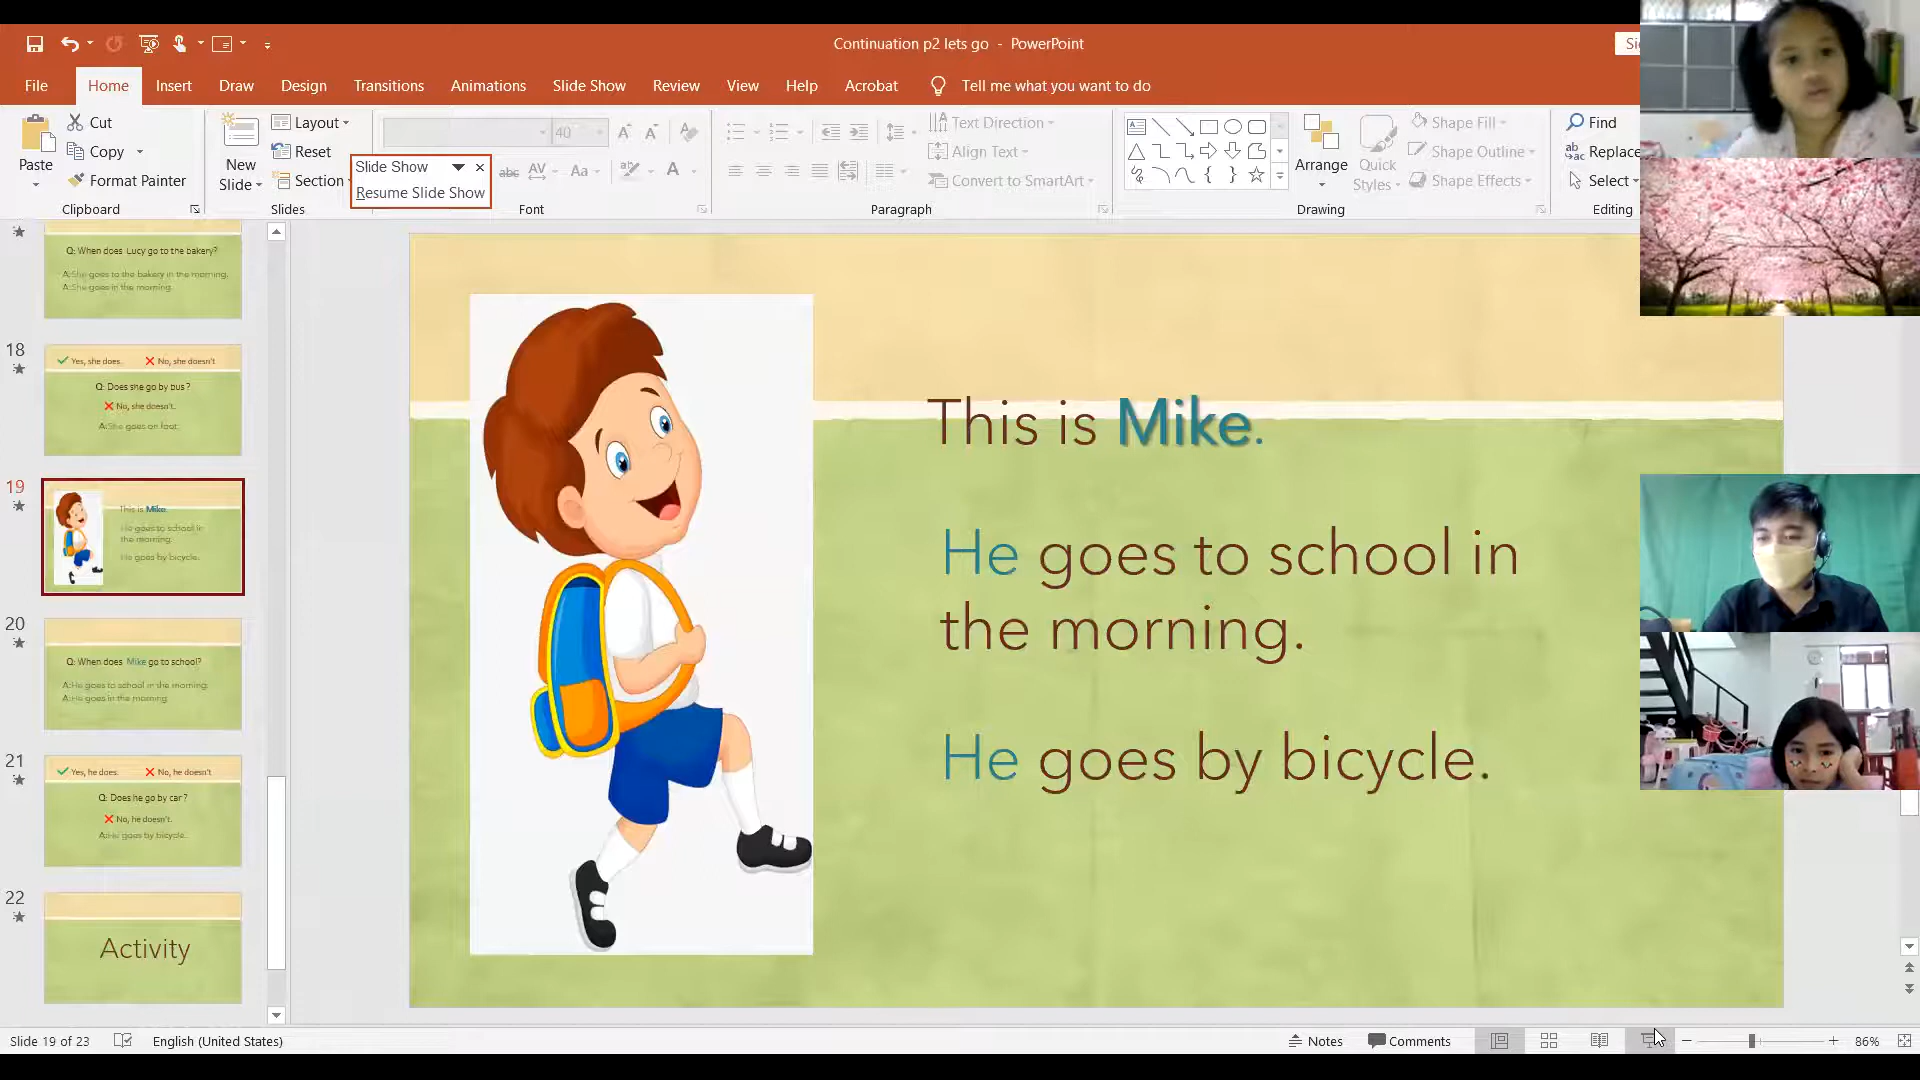 Continuation p2 lets go - PowerPoint
File Home Insert Draw Design Transitions Animations Slide Show Review View Help Acrobat Tell me what you want to do
Paste
Cut
Copy
Format Painter
Clipboard
New Slide
Layout
Reset
Section
Slides
Slide Show
Resume Slide Show
40
abc AV Aa A
Font
Text Direction
Align Text
Convert to SmartArt
Paragraph
Arrange
Quick Styles
Shape Fill
Shape Outline
Shape Effects
Drawing
Find
Replace
Select
Editing
Q: When does Lucy go to the bakery?
A:She goes to the bakery in the morning.
A:She goes in the morning.
18
Yes, she does. No, she doesn't
Q: Does she go by bus?
No, she doesn't.
A:She goes on foot.
19
This is Mike.
He goes to school in
the morning.
He goes by bicycle.
20
Q: When does Mike go to school?
A:He goes to school in the morning.
A:He goes in the morning.
21
Yes, he does. No, he doesn't
Q: Does he go by car?
No, he doesn't.
A:He goes by bicycle.
22
Activity
This is Mike.
He goes to school in
the morning.
He goes by bicycle.
Slide 19 of 23 English (United States) Notes Comments 86%